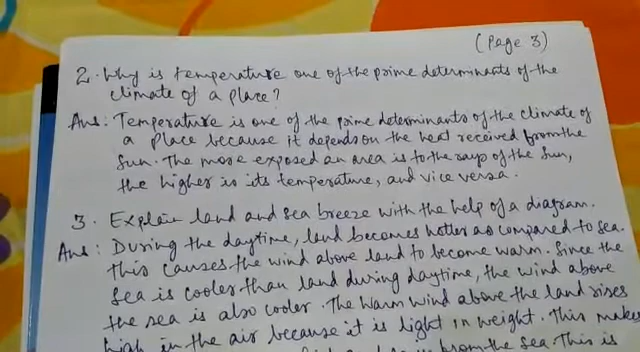 (Page 3)
2. Why is temperature one of the prime determinants of the
climate of a place?
Ans: Temperature is one of the prime determinants of the climate of
a place because it depends on the heat received from the
Sun. The more exposed an area is to the rays of the Sun,
the higher is its temperature, and vice versa.
3. Explain land and sea breeze with the help of a diagram.
Ans: During the daytime, land becomes hotter as compared to sea.
This causes the wind above land to become warm. Since the
sea is cooler than land during daytime, the wind above
the sea is also cooler. The warm wind above the land rises
high in the air because it is light in weight. This makes
from the sea. This is